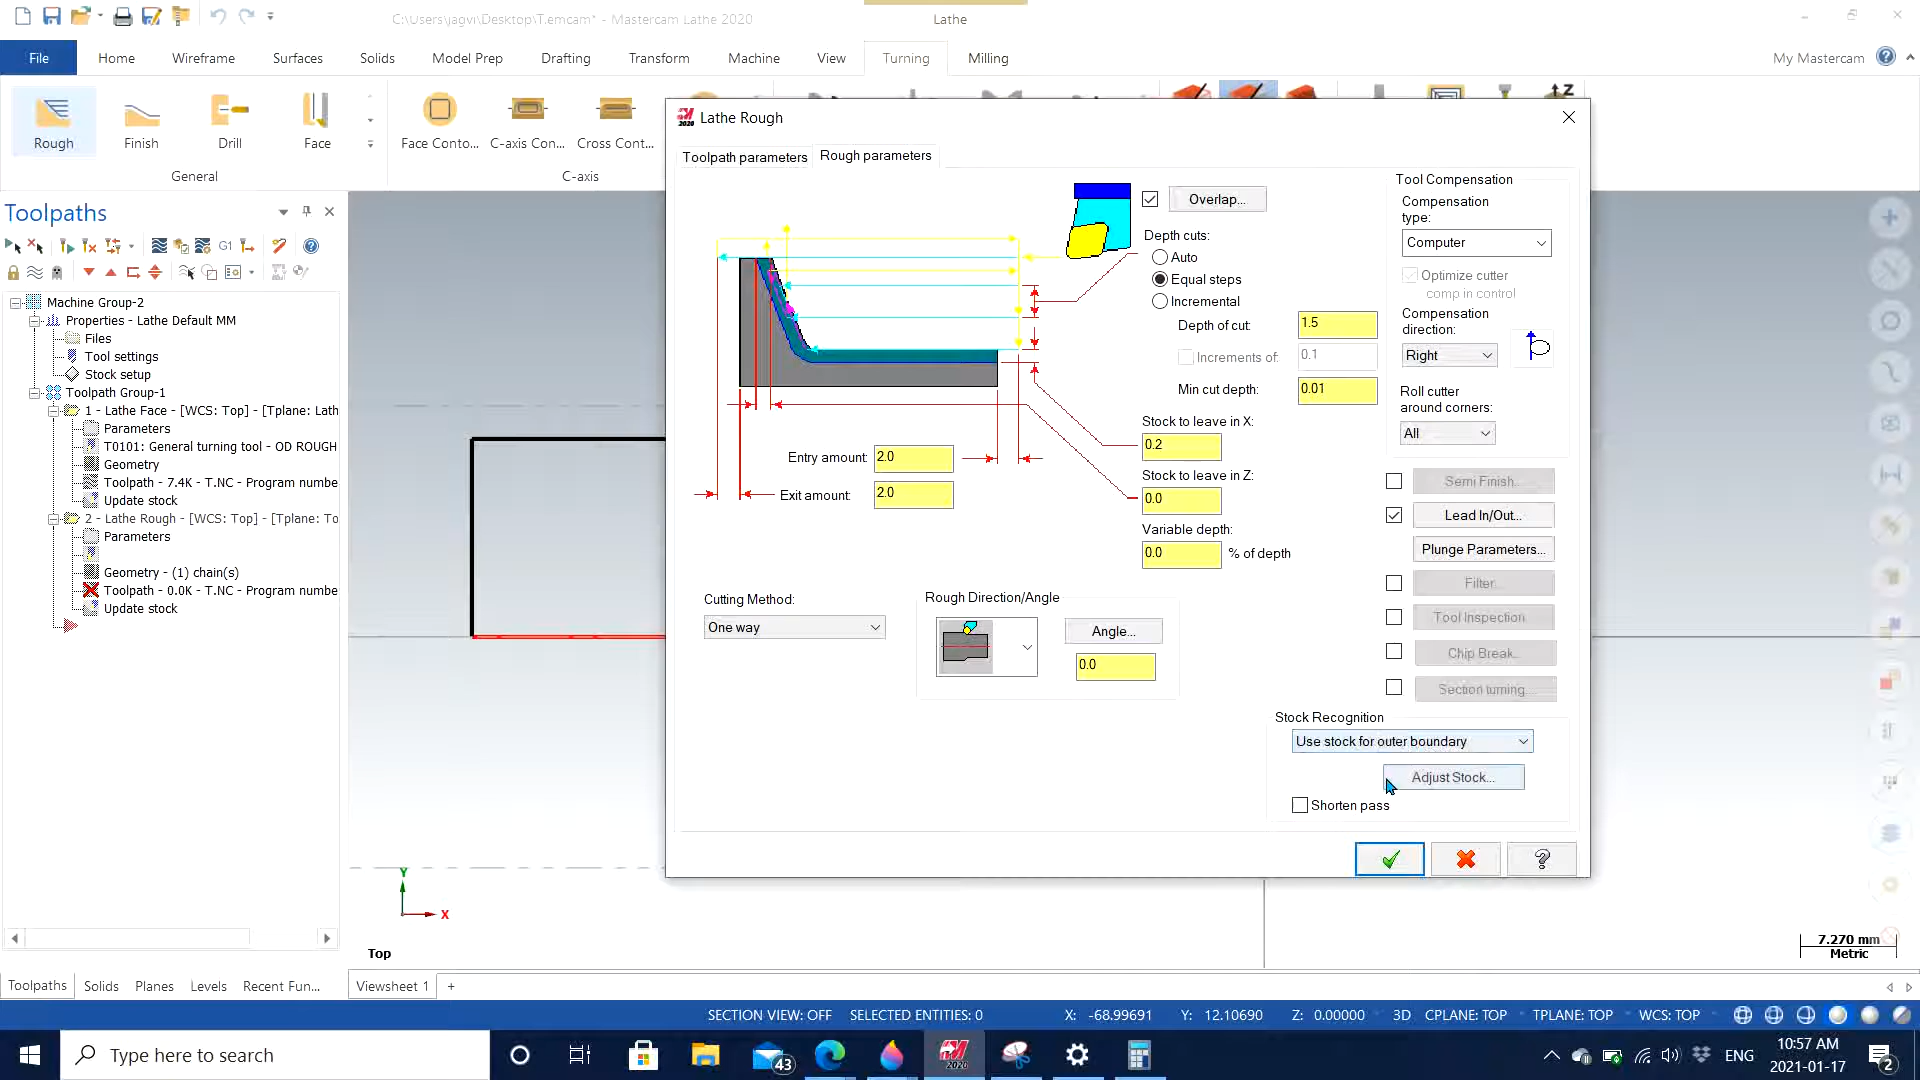 C:\Users\jagvi\Desktop\T.emcam* - Mastercam Lathe 2020
Lathe
File
Home
Wireframe
Surfaces
Solids
Model Prep
Drafting
Transform
Machine
View
Turning
Milling
My Mastercam
Rough
Finish
Drill
Face
Face Conto...
C-axis Con...
Cross Cont...
General
C-axis
Z
Toolpaths
G1
Machine Group-2
Properties - Lathe Default MM
Files
Tool settings
Stock setup
Toolpath Group-1
1 - Lathe Face - [WCS: Top] - [Tplane: Lath
Parameters
T0101: General turning tool - OD ROUGH
Geometry
Toolpath - 7.4K - T.NC - Program numbe
Update stock
2 - Lathe Rough - [WCS: Top] - [Tplane: To
Parameters
Geometry - (1) chain(s)
Toolpath - 0.0K - T.NC - Program numbe
Update stock
2020
Lathe Rough
Toolpath parameters
Rough parameters
Overlap...
Depth cuts:
Auto
Equal steps
Incremental
Depth of cut:
1.5
Increments of:
0.1
Min cut depth:
0.01
Stock to leave in X:
0.2
Stock to leave in Z:
0.0
Variable depth:
0.0
% of depth
Entry amount:
2.0
Exit amount:
2.0
Cutting Method:
One way
Rough Direction/Angle
Angle...
0.0
Tool Compensation
Compensation
type:
Computer
Optimize cutter
comp in control
Compensation
direction:
Right
Roll cutter
around corners:
All
Semi Finish...
Lead In/Out...
Plunge Parameters...
Filter...
Tool Inspection...
Chip Break...
Section turning...
Stock Recognition
Use stock for outer boundary
Adjust Stock...
Shorten pass
Y
X
Top
7.270 mm
Metric
Toolpaths
Solids
Planes
Levels
Recent Fun...
Viewsheet 1
+
SECTION VIEW: OFF
SELECTED ENTITIES: 0
X: -68.99691
Y: 12.10690
Z: 0.00000
3D
CPLANE: TOP
TPLANE: TOP
WCS: TOP
Type here to search
43
2020
ENG
10:57 AM
2021-01-17
2